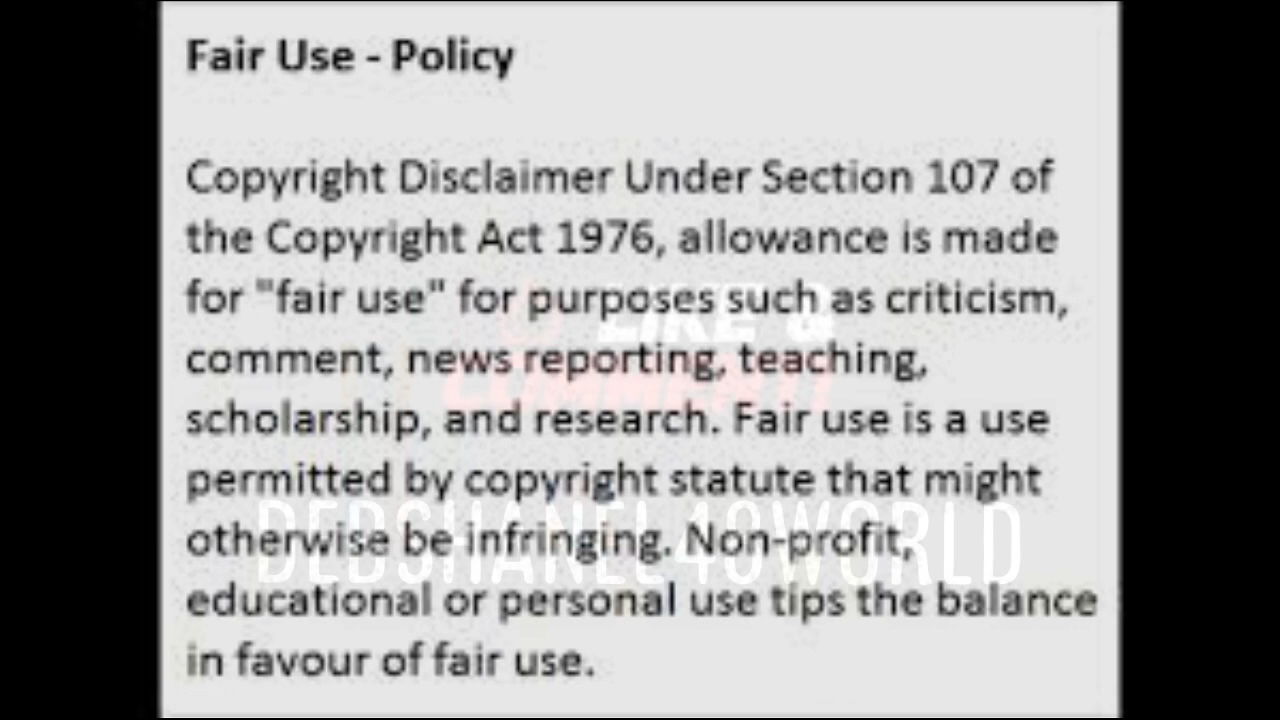 Fair Use - Policy
Copyright Disclaimer Under Section 107 of
the Copyright Act 1976, allowance is made
for "fair use" for purposes such as criticism,
LIKE &
comment, news reporting, teaching,
COMMENT!
scholarship, and research. Fair use is a use
permitted by copyright statute that might
otherwise be infringing. Non-profit,
DEDSHANEL40WORLD
educational or personal use tips the balance
in favour of fair use.